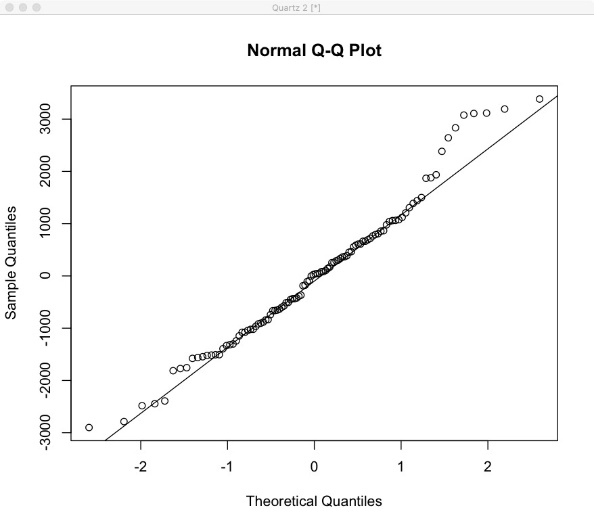 Quartz 2 [*]
Normal Q-Q Plot
Sample Quantiles
3000
2000
1000
0
-1000
-2000
-3000
-2 -1 0 1 2
Theoretical Quantiles